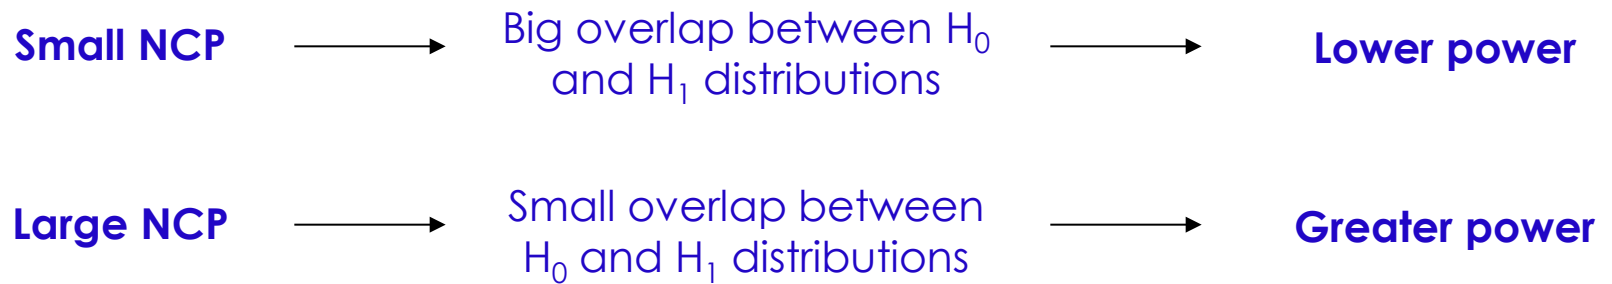 Small NCP
Big overlap between H₀
and H₁ distributions
Lower power
Large NCP
Small overlap between
H₀ and H₁ distributions
Greater power